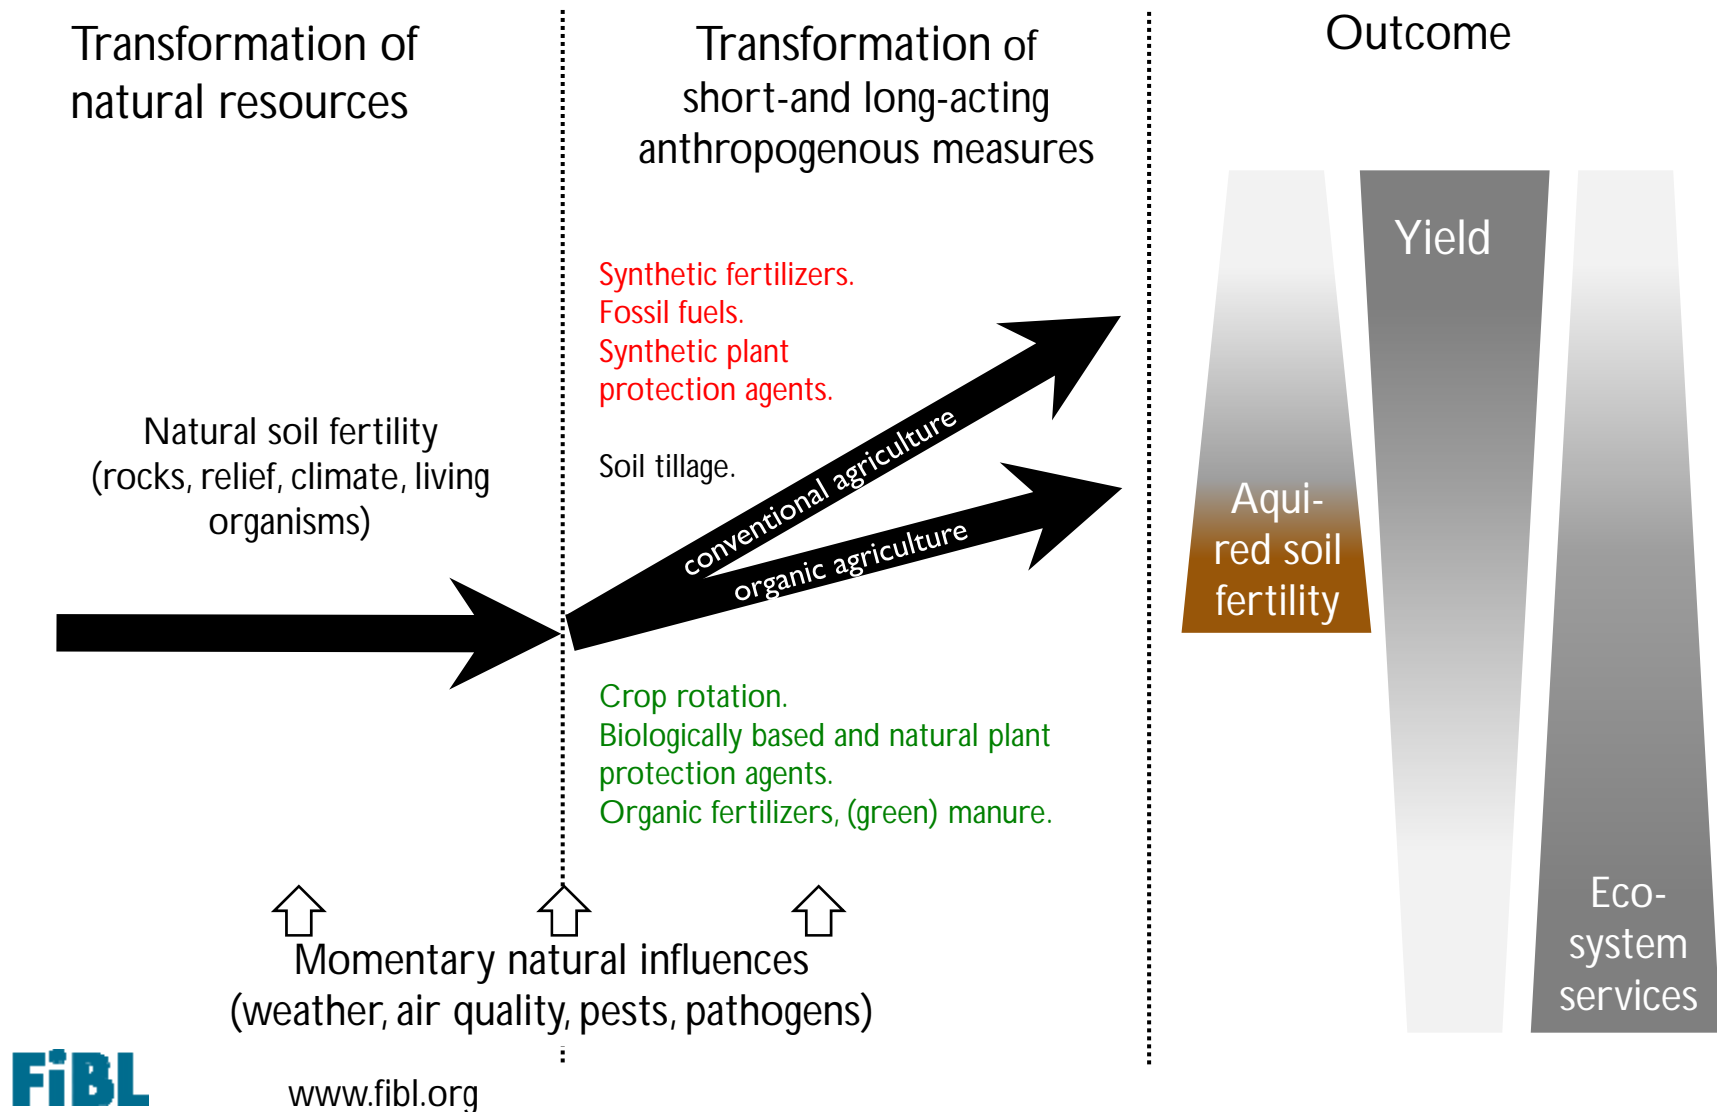 Transformation of
natural resources
Natural soil fertility
(rocks, relief, climate, living
organisms)
Transformation of
short-and long-acting
anthropogenous measures
Synthetic fertilizers.
Fossil fuels.
Synthetic plant
protection agents.
Soil tillage.
conventional agriculture
organic agriculture
Crop rotation.
Biologically based and natural plant
protection agents.
Organic fertilizers, (green) manure.
Momentary natural influences
(weather, air quality, pests, pathogens)
Outcome
Aqui-
red soil
fertility
Yield
Eco-
system
services
FiBL
www.fibl.org